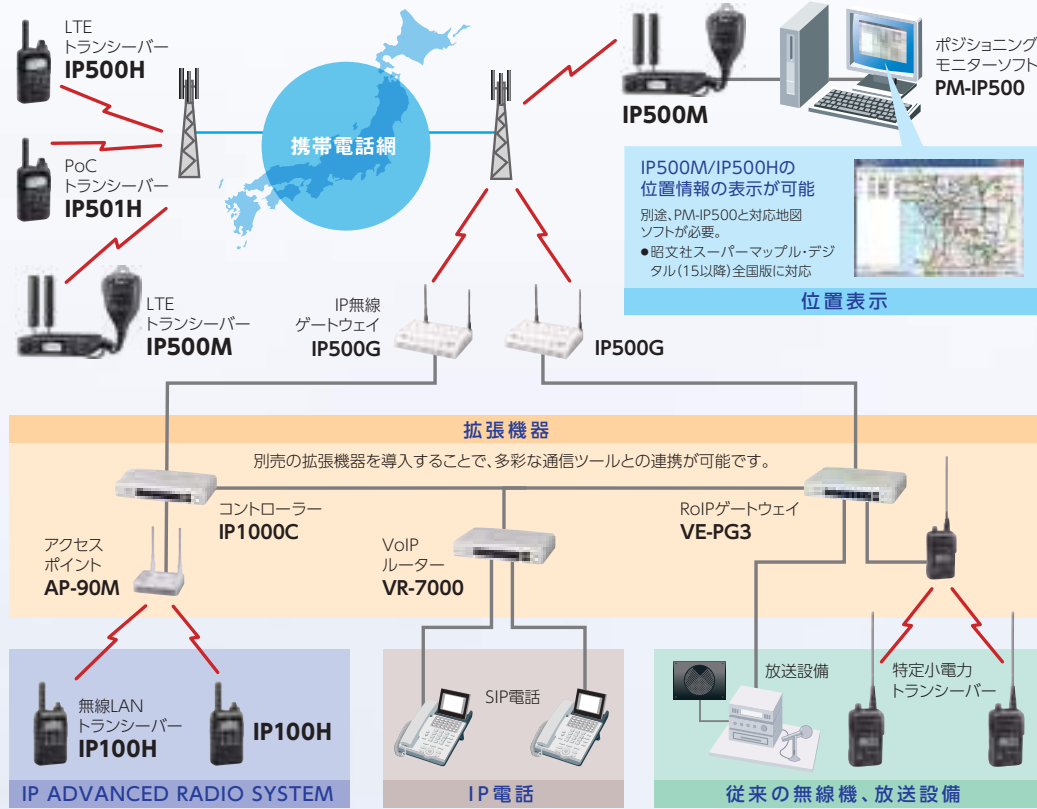 LTE
トランシーバー
IP500H
PoC
トランシーバー
IP501H
LTE
トランシーバー
IP500M
携帯電話網
IP500M
ポジショニング
モニターソフト
PM-IP500
IP500M/IP500Hの
位置情報の表示が可能
別途、PM-IP500と対応地図
ソフトが必要。
●昭文社スーパーマップル・デジ
タル(15以降)全国版に対応
位置表示
IP無線
ゲートウェイ
IP500G
IP500G
拡張機器
別売の拡張機器を導入することで、多彩な通信ツールとの連携が可能です。
コントローラー
IP1000C
アクセス
ポイント
AP-90M
VoIP
ルーター
VR-7000
RoIPゲートウェイ
VE-PG3
無線LAN
トランシーバー
IP100H
IP100H
IP ADVANCED RADIO SYSTEM
SIP電話
IP電話
放送設備
特定小電力
トランシーバー
従来の無線機、放送設備